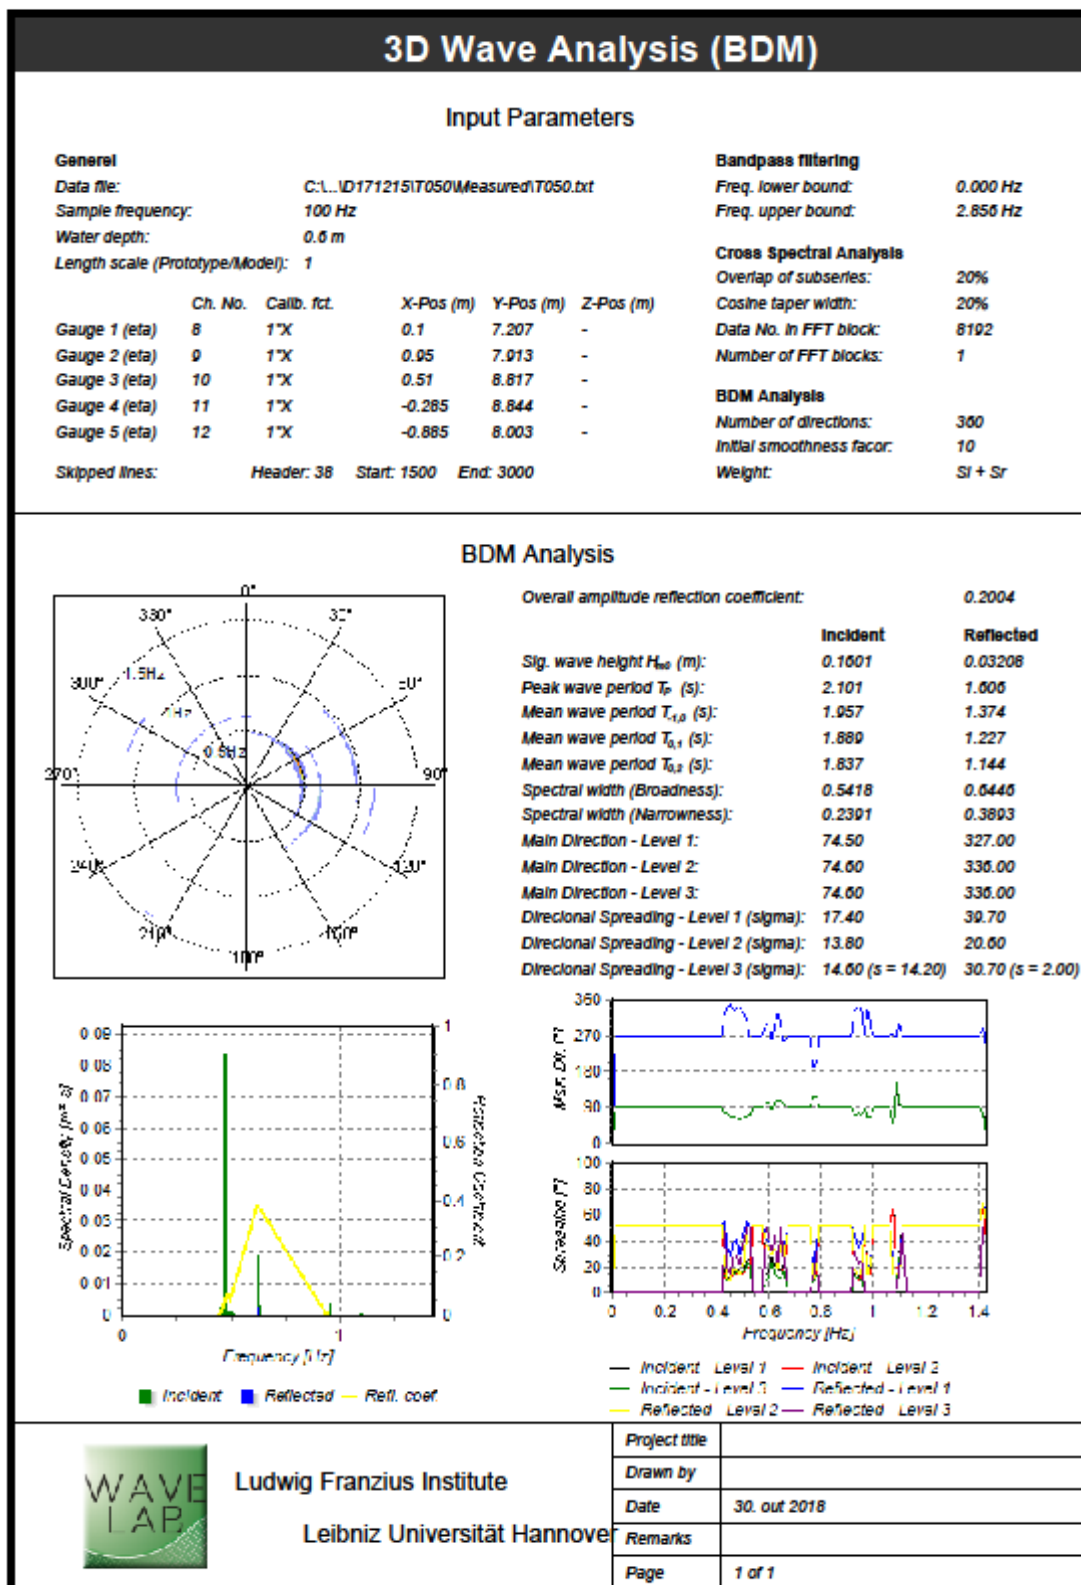 3D Wave Analysis (BDM)
Input Parameters
General
Data file: C:\...\D171215\T050\Measured\T050.txt
Sample frequency: 100 Hz
Water depth: 0.6 m
Length scale (Prototype/Model): 1
Ch. No. Calib. fct. X-Pos (m) Y-Pos (m) Z-Pos (m)
Gauge 1 (eta) 8 1*X 0.1 7.207 -
Gauge 2 (eta) 9 1*X 0.95 7.913 -
Gauge 3 (eta) 10 1*X 0.51 8.817 -
Gauge 4 (eta) 11 1*X -0.285 8.844 -
Gauge 5 (eta) 12 1*X -0.885 8.003 -
Skipped lines: Header: 38 Start: 1500 End: 3000
Bandpass filtering
Freq. lower bound: 0.000 Hz
Freq. upper bound: 2.856 Hz
Cross Spectral Analysis
Overlap of subseries: 20%
Cosine taper width: 20%
Data No. in FFT block: 8192
Number of FFT blocks: 1
BDM Analysis
Number of directions: 360
Initial smoothness facor: 10
Weight: Si + Sr
BDM Analysis
0°
330° 30°
1.5Hz
300° 60°
1Hz
0.5Hz
270° 90°
240° 120°
210° 150°
180°
Overall amplitude reflection coefficient: 0.2004
Incident Reflected
Sig. wave height Hm0 (m): 0.1601 0.03208
Peak wave period TP (s): 2.101 1.606
Mean wave period T-1,0 (s): 1.957 1.374
Mean wave period T0,1 (s): 1.889 1.227
Mean wave period T0,2 (s): 1.837 1.144
Spectral width (Broadness): 0.5418 0.6446
Spectral width (Narrowness): 0.2391 0.3893
Main Direction - Level 1: 74.50 327.00
Main Direction - Level 2: 74.60 336.00
Main Direction - Level 3: 74.60 336.00
Direcional Spreading - Level 1 (sigma): 17.40 39.70
Direcional Spreading - Level 2 (sigma): 13.80 20.60
Direcional Spreading - Level 3 (sigma): 14.60 (s = 14.20) 30.70 (s = 2.00)
Spectral Density [m² s]
0.09
0.08
0.07
0.06
0.05
0.04
0.03
0.02
0.01
0
1
0.8
0.6
0.4
0.2
0
Reflection Coefficient
0 1
Frequency [Hz]
Incident Reflected Refl. coef.
Main Dir. [°]
360
270
180
90
0
Spreading [°]
100
80
60
40
20
0
0 0.2 0.4 0.6 0.8 1 1.2 1.4
Frequency [Hz]
Incident - Level 1 Incident - Level 2
Incident - Level 3 Reflected - Level 1
Reflected - Level 2 Reflected - Level 3
WAVE
LAB
Ludwig Franzius Institute
Leibniz Universität Hannover
Project title
Drawn by
Date 30. out 2018
Remarks
Page 1 of 1